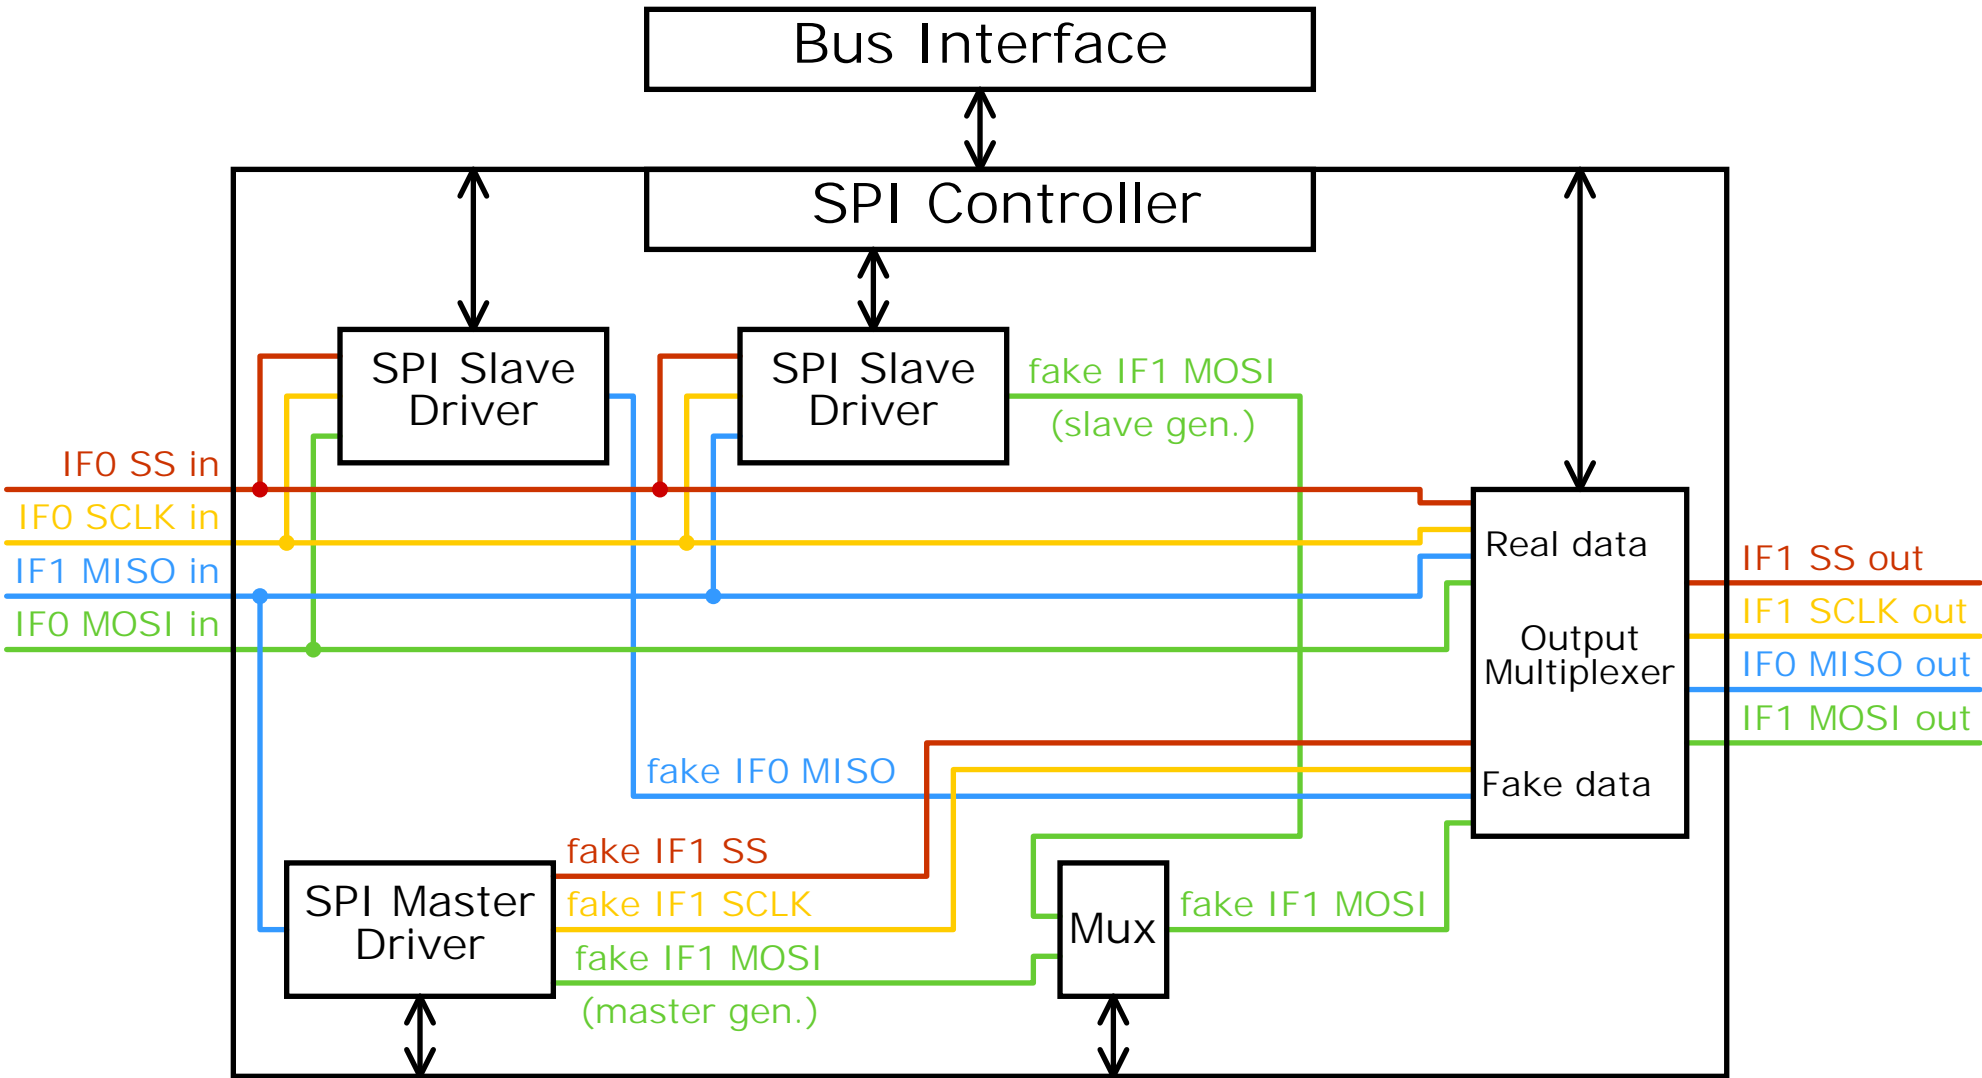 Bus Interface
SPI Controller
SPI Slave
Driver
SPI Slave
Driver
fake IF1 MOSI
(slave gen.)
IF0 SS in
IF0 SCLK in
IF1 MISO in
IF0 MOSI in
Real data
Output
Multiplexer
Fake data
IF1 SS out
IF1 SCLK out
IF0 MISO out
IF1 MOSI out
fake IF0 MISO
fake IF1 SS
SPI Master
Driver
fake IF1 SCLK
fake IF1 MOSI
(master gen.)
Mux
fake IF1 MOSI